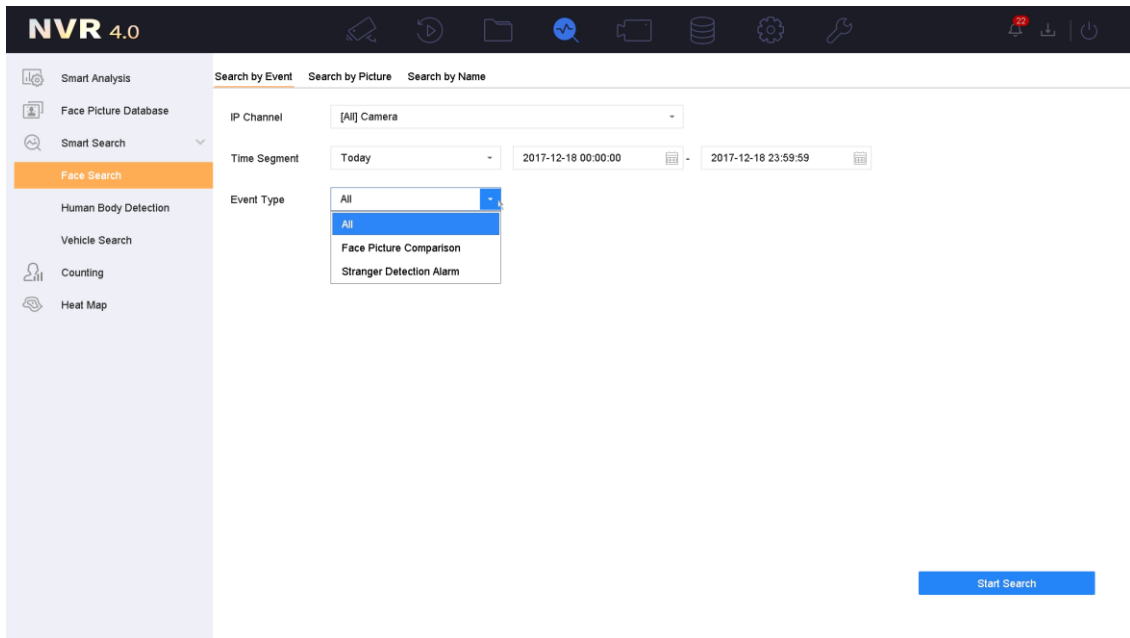 NVR 4.0
22
Smart Analysis
Face Picture Database
Smart Search
Face Search
Human Body Detection
Vehicle Search
Counting
Heat Map
Search by Event Search by Picture Search by Name
IP Channel [All] Camera
Time Segment Today 2017-12-18 00:00:00 - 2017-12-18 23:59:59
Event Type All
All
Face Picture Comparison
Stranger Detection Alarm
Start Search